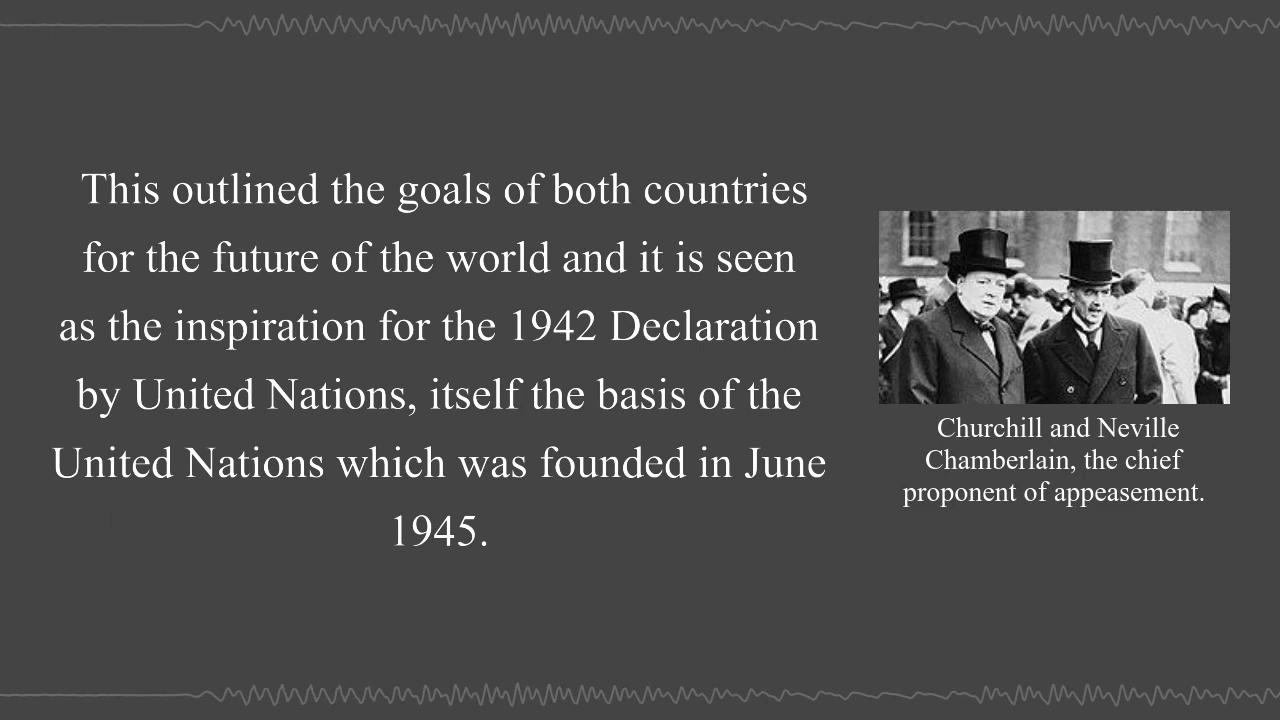 This outlined the goals of both countries
for the future of the world and it is seen
as the inspiration for the 1942 Declaration
by United Nations, itself the basis of the
United Nations which was founded in June
1945.
Churchill and Neville
Chamberlain, the chief
proponent of appeasement.